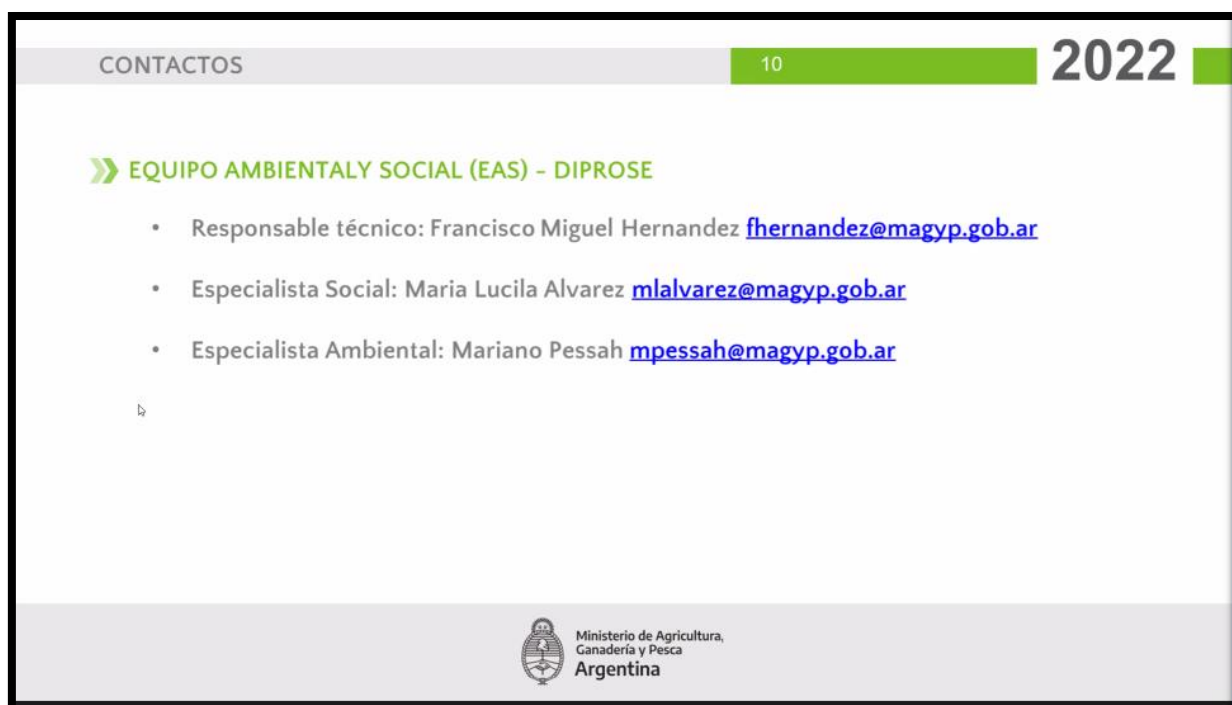 CONTACTOS
10
2022
EQUIPO AMBIENTALY SOCIAL (EAS) – DIPROSE
• Responsable técnico: Francisco Miguel Hernandez fhernandez@magyp.gob.ar
• Especialista Social: Maria Lucila Alvarez mlalvarez@magyp.gob.ar
• Especialista Ambiental: Mariano Pessah mpessah@magyp.gob.ar
Ministerio de Agricultura,
Ganadería y Pesca
Argentina